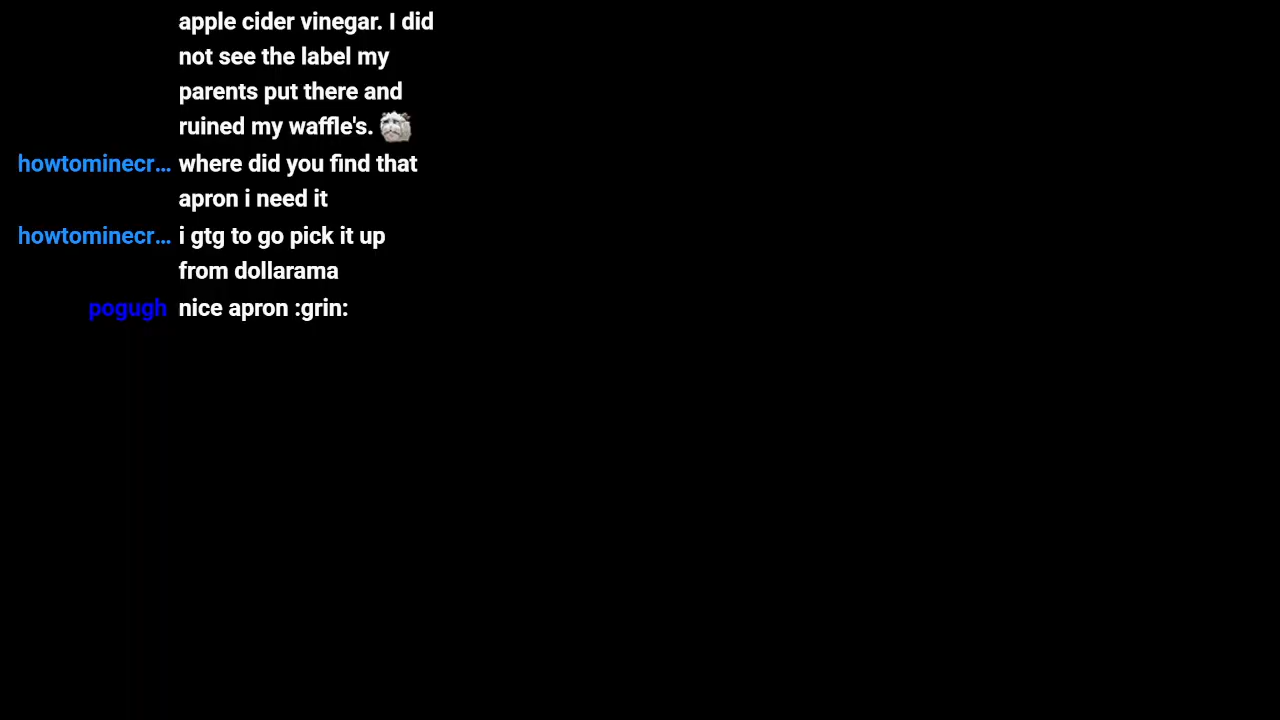 apple cider vinegar. I did
not see the label my
parents put there and
ruined my waffle's.
howtominecr... where did you find that
apron i need it
howtominecr... i gtg to go pick it up
from dollarama
pogugh nice apron :grin: